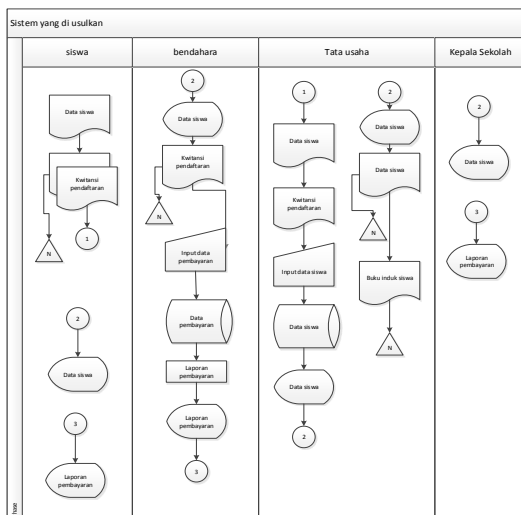 Sistem yang di usulkan
siswa
bendahara
Tata usaha
Kepala Sekolah
Data siswa
Kwitansi
pendaftaran
N
1
2
Data siswa
3
Laporan
pembayaran
2
Data siswa
Kwitansi
pendaftaran
N
Input data
pembayaran
Data
pembayaran
Laporan
pembayaran
Laporan
pembayaran
3
1
Data siswa
Kwitansi
pendaftaran
Input data siswa
Data siswa
Data siswa
2
2
Data siswa
Data siswa
N
Buku induk siswa
N
2
Data siswa
3
Laporan
pembayaran